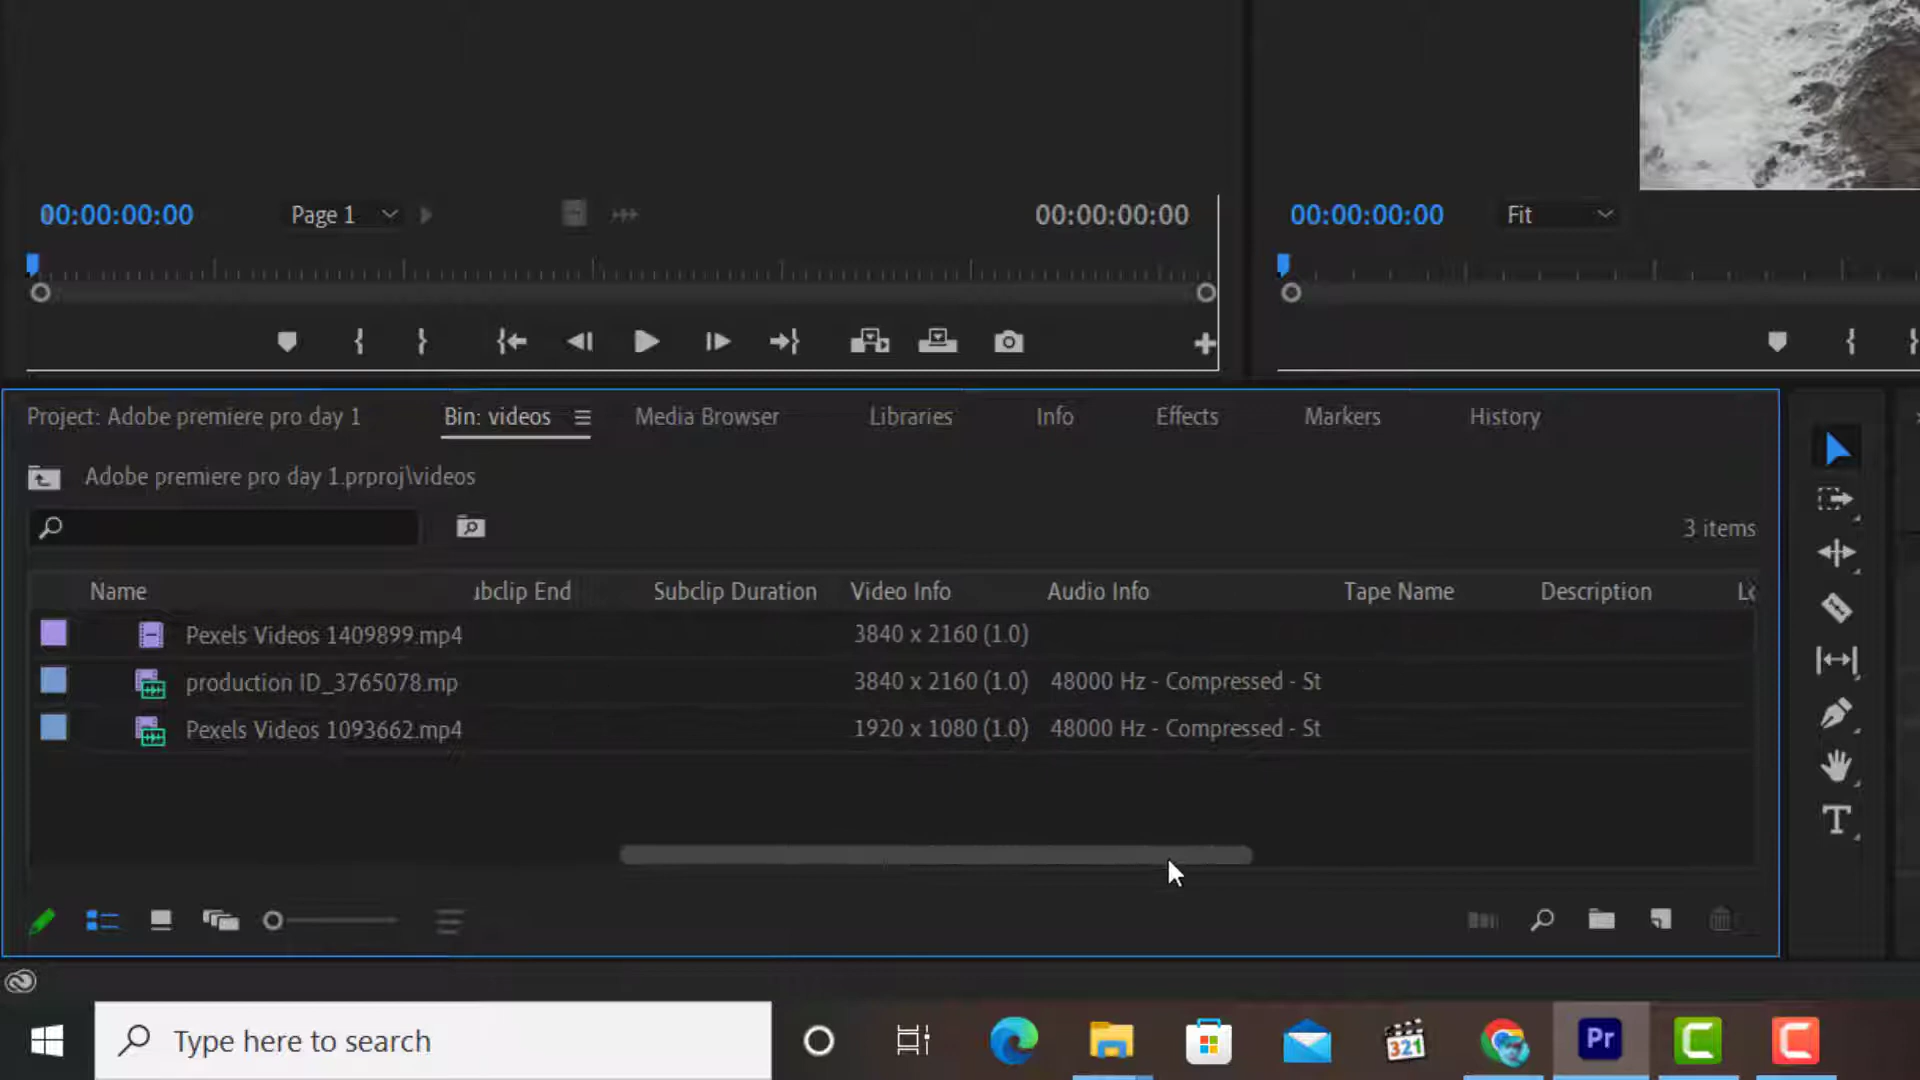 00:00:00:00 Page 1 00:00:00:00 00:00:00:00 Fit
Project: Adobe premiere pro day 1 Bin: videos Media Browser Libraries Info Effects Markers History
Adobe premiere pro day 1.prproj\videos
3 items
Name ubclip End Subclip Duration Video Info Audio Info Tape Name Description Lo
Pexels Videos 1409899.mp4 3840 x 2160 (1.0)
production ID_3765078.mp 3840 x 2160 (1.0) 48000 Hz - Compressed - St
Pexels Videos 1093662.mp4 1920 x 1080 (1.0) 48000 Hz - Compressed - St
T
Type here to search 321 Pr